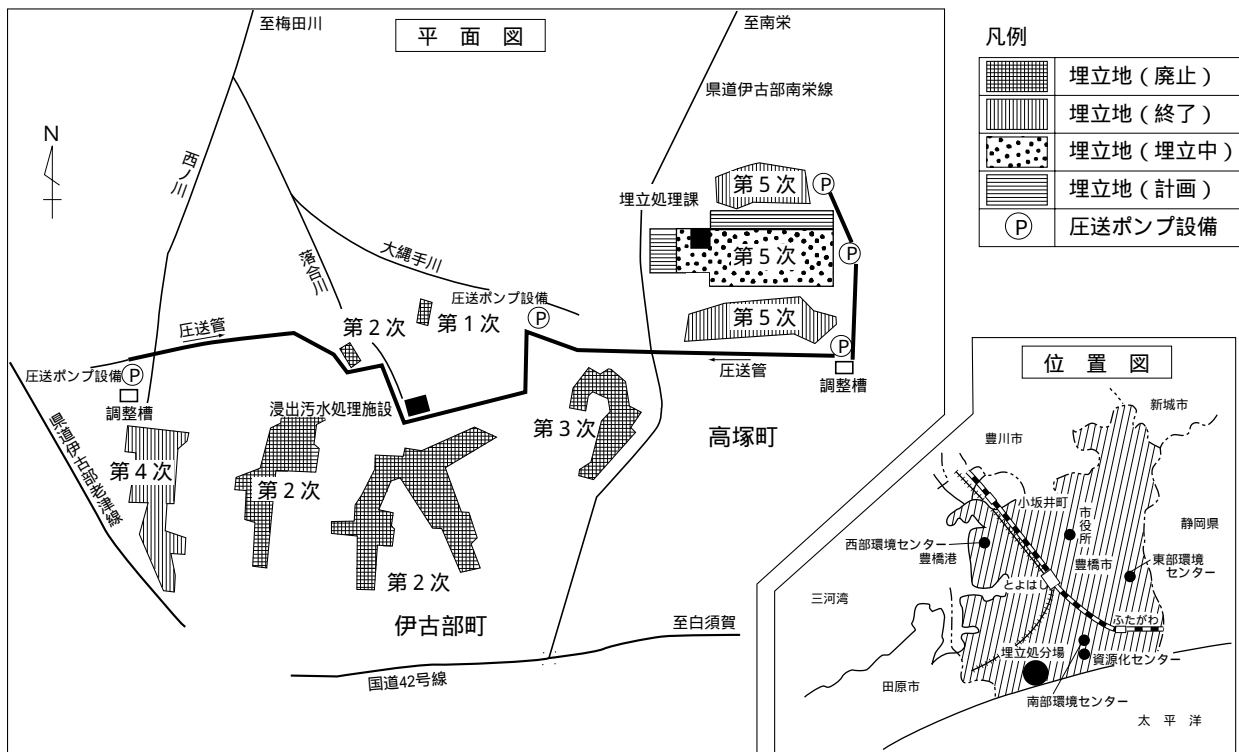 至梅田川
平面図
至南栄
凡例
埋立地(廃止)
埋立地(終了)
埋立地(埋立中)
埋立地(計画)
P
圧送ポンプ設備
県道伊古部南栄線
N
西ノ川
埋立処理課
第5次
P
第5次
P
第5次
P
調整槽
大縄手川
落合川
圧送ポンプ設備
P
第1次
第2次
圧送管
圧送管
圧送ポンプ設備
P
調整槽
浸出汚水処理施設
第3次
高塚町
県道伊古部老津線
第4次
第2次
第2次
伊古部町
至白須賀
国道42号線
位置図
新城市
豊川市
小坂井町
市役所
静岡県
西部環境センター
豊橋港
豊橋市
東部環境
センター
とよはし
三河湾
ふたがわ
埋立処分場
資源化センター
田原市
南部環境センター
太平洋